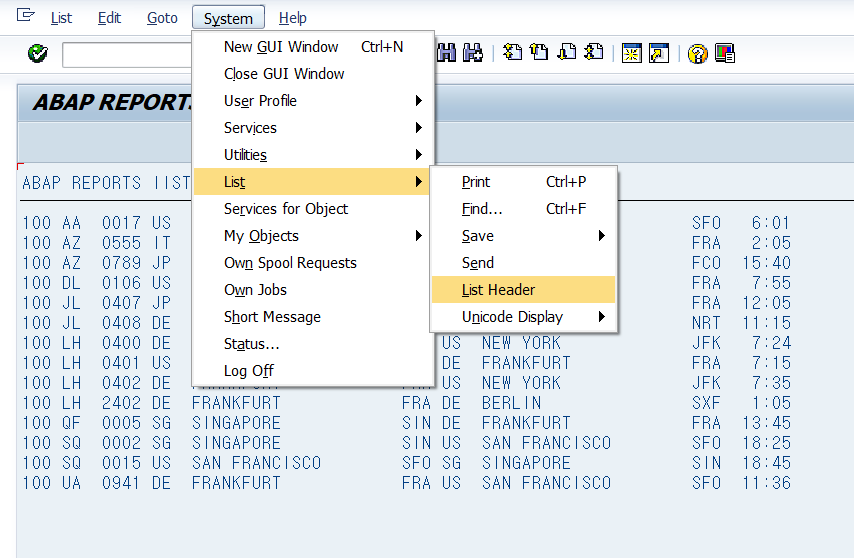 List Edit Goto System Help
New GUI Window Ctrl+N
Close GUI Window
User Profile
Services
Utilities
List
Services for Object
My Objects
Own Spool Requests
Own Jobs
Short Message
Status...
Log Off
Print Ctrl+P
Find... Ctrl+F
Save
Send
List Header
Unicode Display
ABAP REPORTS
ABAP REPORTS lIST
100 AA 0017 US SFO 6:01
100 AZ 0555 IT FRA 2:05
100 AZ 0789 JP FCO 15:40
100 DL 0106 US FRA 7:55
100 JL 0407 JP FRA 12:05
100 JL 0408 DE NRT 11:15
100 LH 0400 DE US NEW YORK JFK 7:24
100 LH 0401 US DE FRANKFURT FRA 7:15
100 LH 0402 DE US NEW YORK JFK 7:35
100 LH 2402 DE FRANKFURT FRA DE BERLIN SXF 1:05
100 QF 0005 SG SINGAPORE SIN DE FRANKFURT FRA 13:45
100 SQ 0002 SG SINGAPORE SIN US SAN FRANCISCO SFO 18:25
100 SQ 0015 US SAN FRANCISCO SFO SG SINGAPORE SIN 18:45
100 UA 0941 DE FRANKFURT FRA US SAN FRANCISCO SFO 11:36